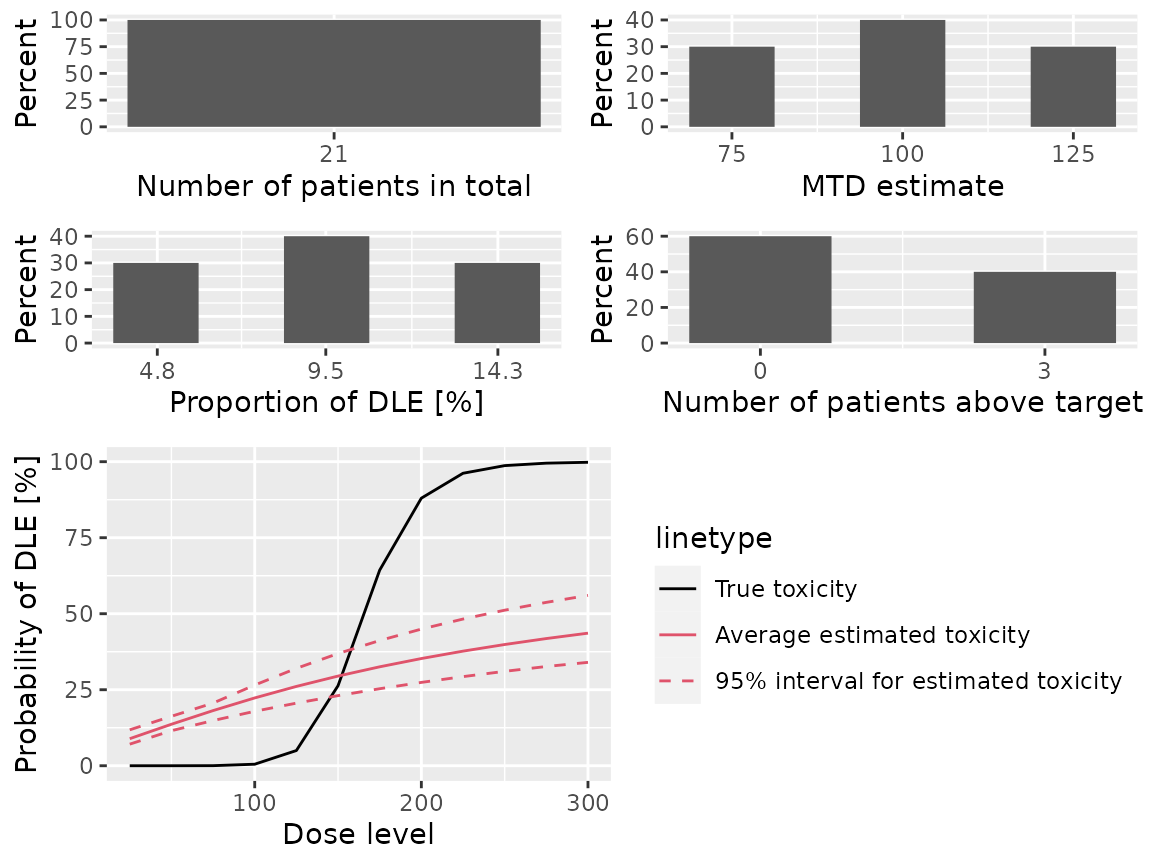 Percent
100
75
50
25
0
21
Number of patients in total
Percent
40
30
20
10
0
75 100 125
MTD estimate
Percent
40
30
20
10
0
4.8 9.5 14.3
Proportion of DLE [%]
Percent
60
40
20
0
0 3
Number of patients above target
Probability of DLE [%]
100
75
50
25
0
100 200 300
Dose level
linetype
True toxicity
Average estimated toxicity
95% interval for estimated toxicity